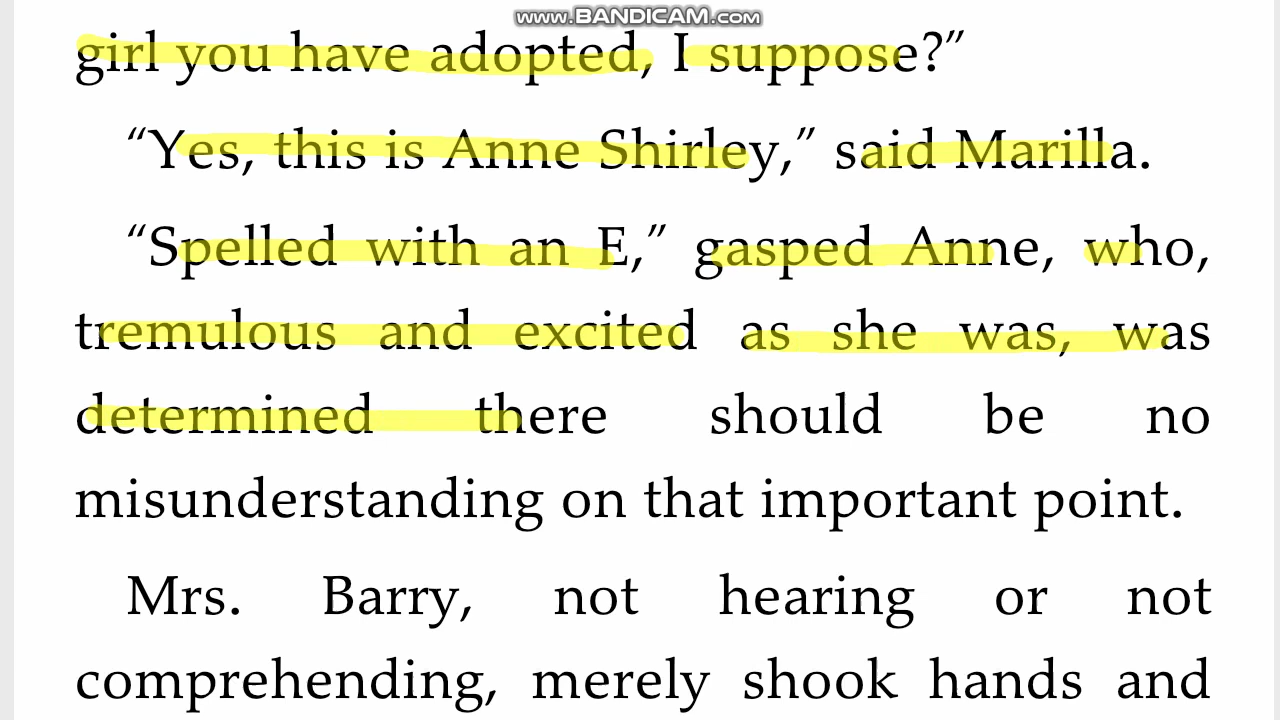 www.BANDICAM.com
girl you have adopted, I suppose?”
“Yes, this is Anne Shirley,” said Marilla.
“Spelled with an E,” gasped Anne, who,
tremulous and excited as she was, was
determined there should be no
misunderstanding on that important point.
Mrs. Barry, not hearing or not
comprehending, merely shook hands and